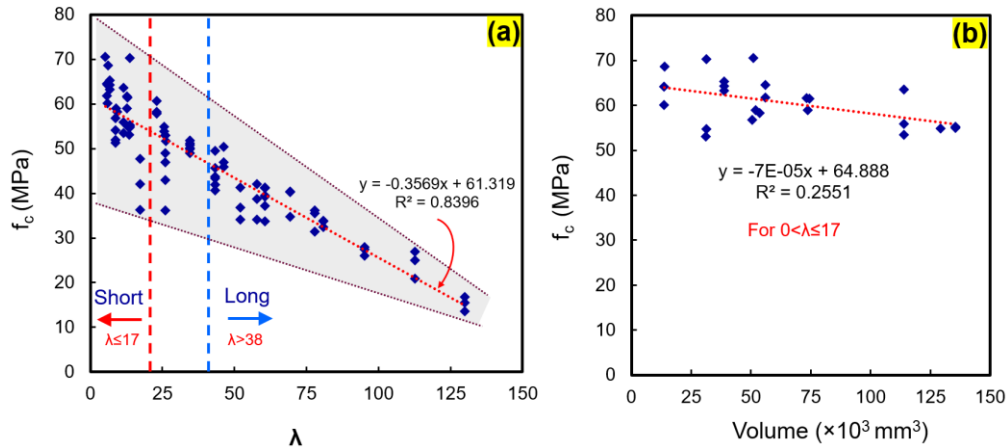 (a)
80
70
60
50
40
30
20
10
0
f_c (MPa)
y = -0.3569x + 61.319
R² = 0.8396
Short
Long
λ≤17
λ>38
0 25 50 75 100 125 150
λ
(b)
80
70
60
50
40
30
20
10
0
f_c (MPa)
y = -7E-05x + 64.888
R² = 0.2551
For 0<λ≤17
0 50 100 150
Volume (×10³ mm³)